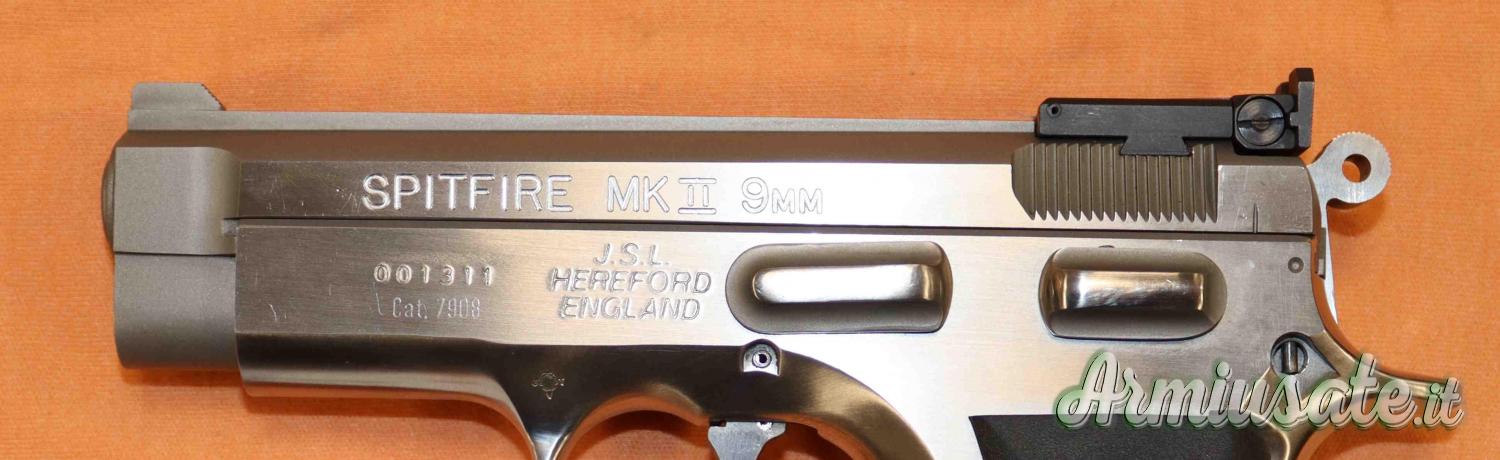 SPITFIRE MK II 9MM
001311
Cat. 7908
J.S.L.
HEREFORD
ENGLAND
Armiusate.it